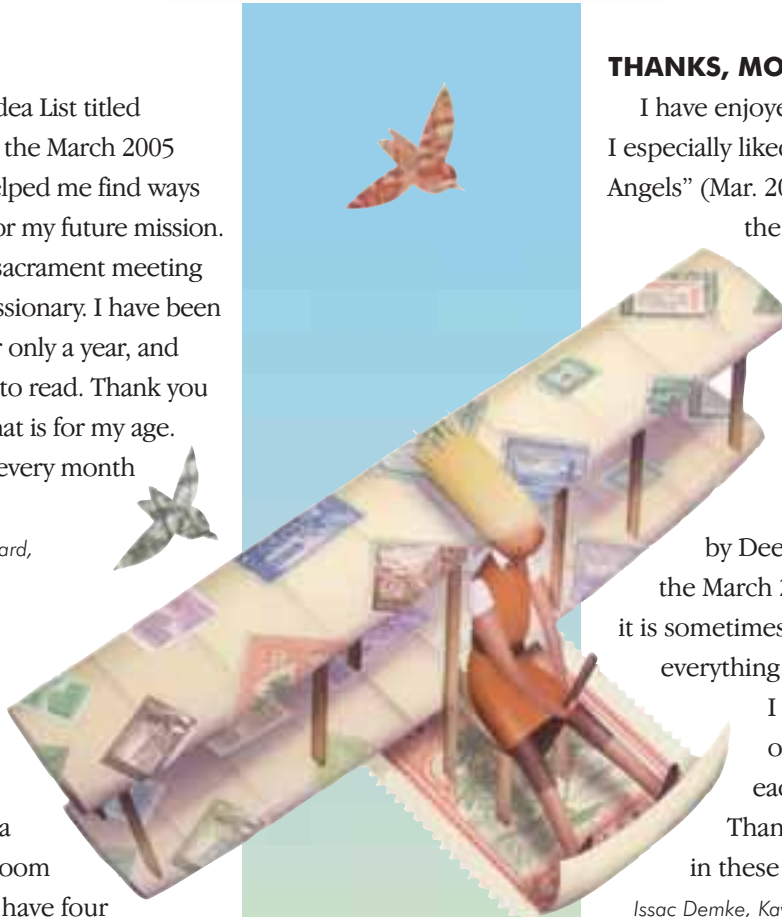 dea List titled
the March 2005
elped me find ways
or my future mission.
sacrament meeting
ssionary. I have been
r only a year, and
to read. Thank you
hat is for my age.
every month
ard,
a
oom
have four
THANKS, MO
I have enjoye
I especially liked
Angels” (Mar. 20
the
by Dee
the March 2
it is sometimes
everything
I
o
eac
Than
in these
Issac Demke, Kay